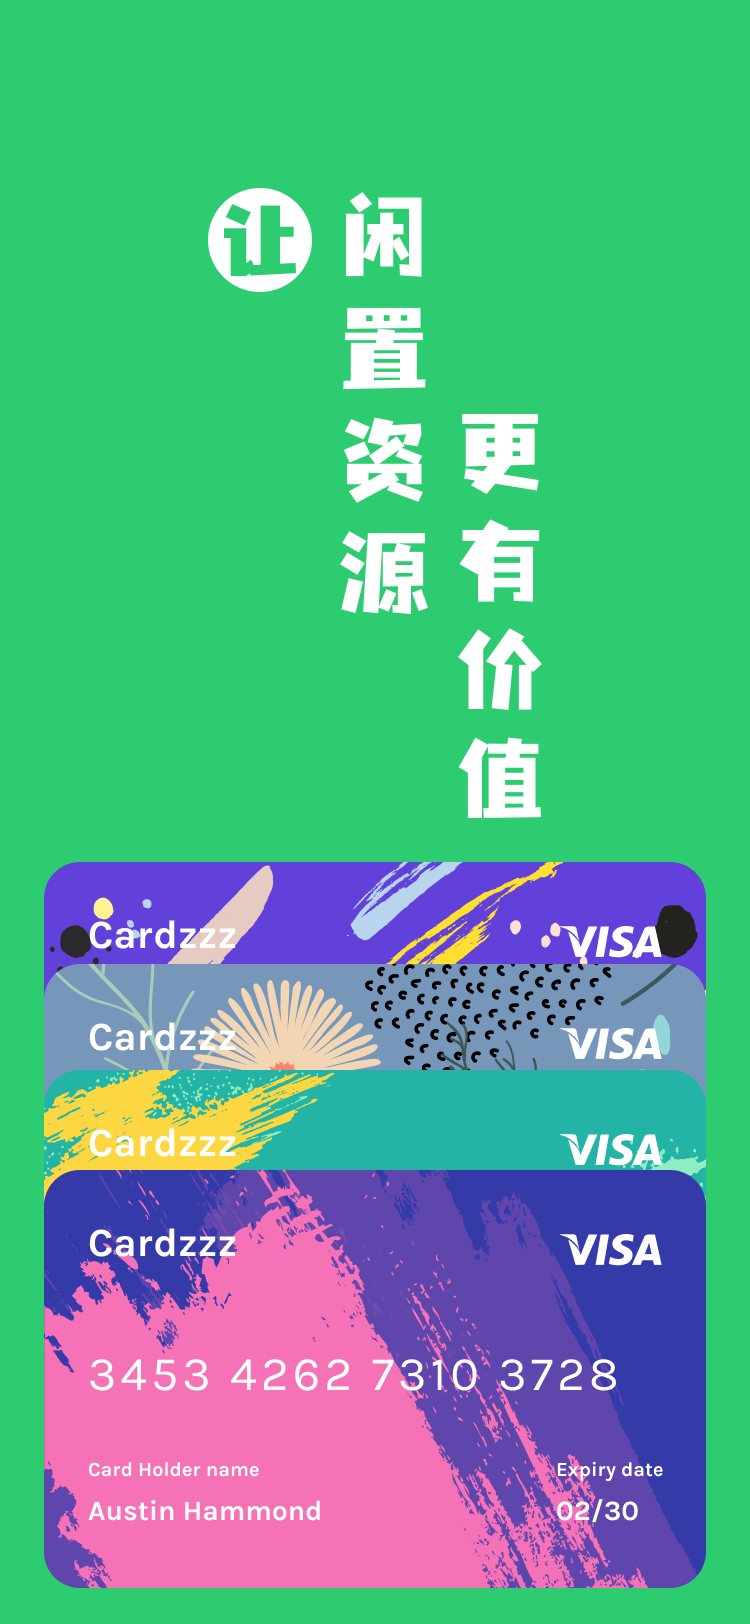 让
闲置资源
更有价值
Cardzzz VISA
Cardzzz VISA
Cardzzz VISA
Cardzzz VISA
3453 4262 7310 3728
Card Holder name Expiry date
Austin Hammond 02/30